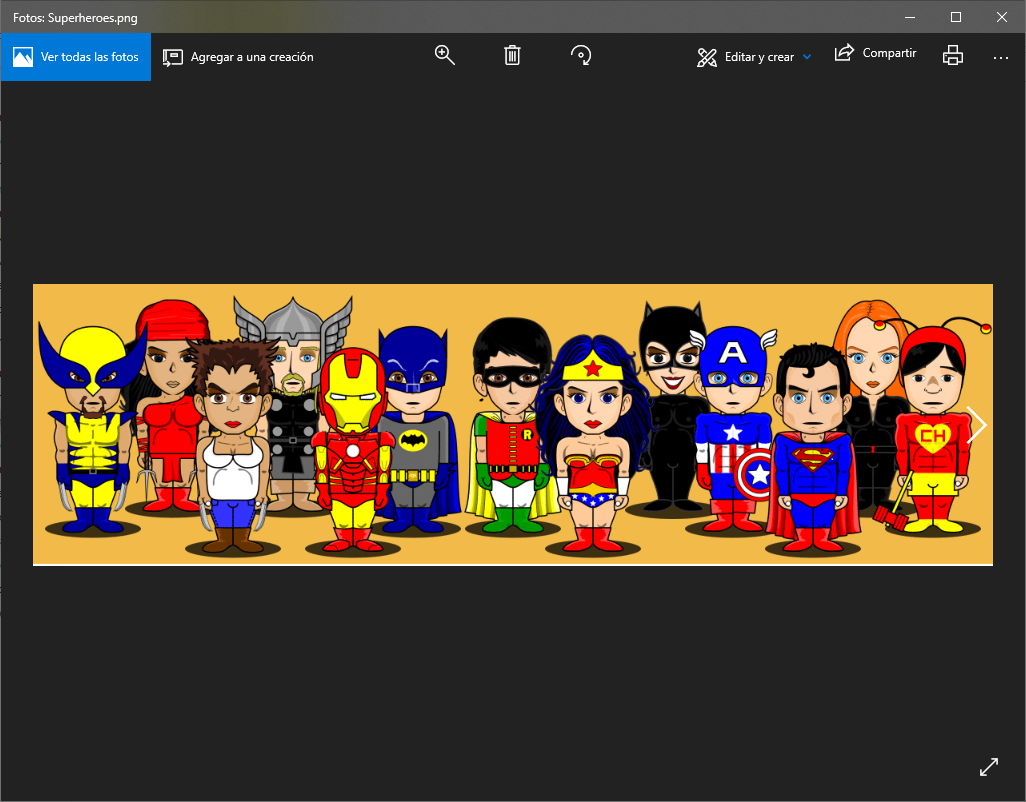 Fotos: Superheroes.png
Ver todas las fotos
Agregar a una creación
Editar y crear
Compartir
R
A
S
CH